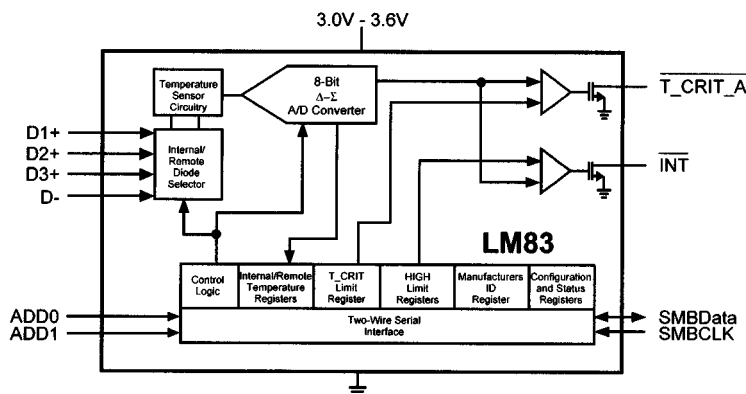 3.0V - 3.6V
Temperature
Sensor
Circuitry
8-Bit
Δ-Σ
A/D Converter
T_CRIT_A
D1+
D2+
D3+
D-
Internal/
Remote
Diode
Selector
INT
LM83
Control
Logic
Internal/Remote
Temperature
Registers
T_CRIT
Limit
Register
HIGH
Limit
Registers
Manufacturers
ID
Register
Configuration
and Status
Registers
ADD0
ADD1
Two-Wire Serial
Interface
SMBData
SMBCLK